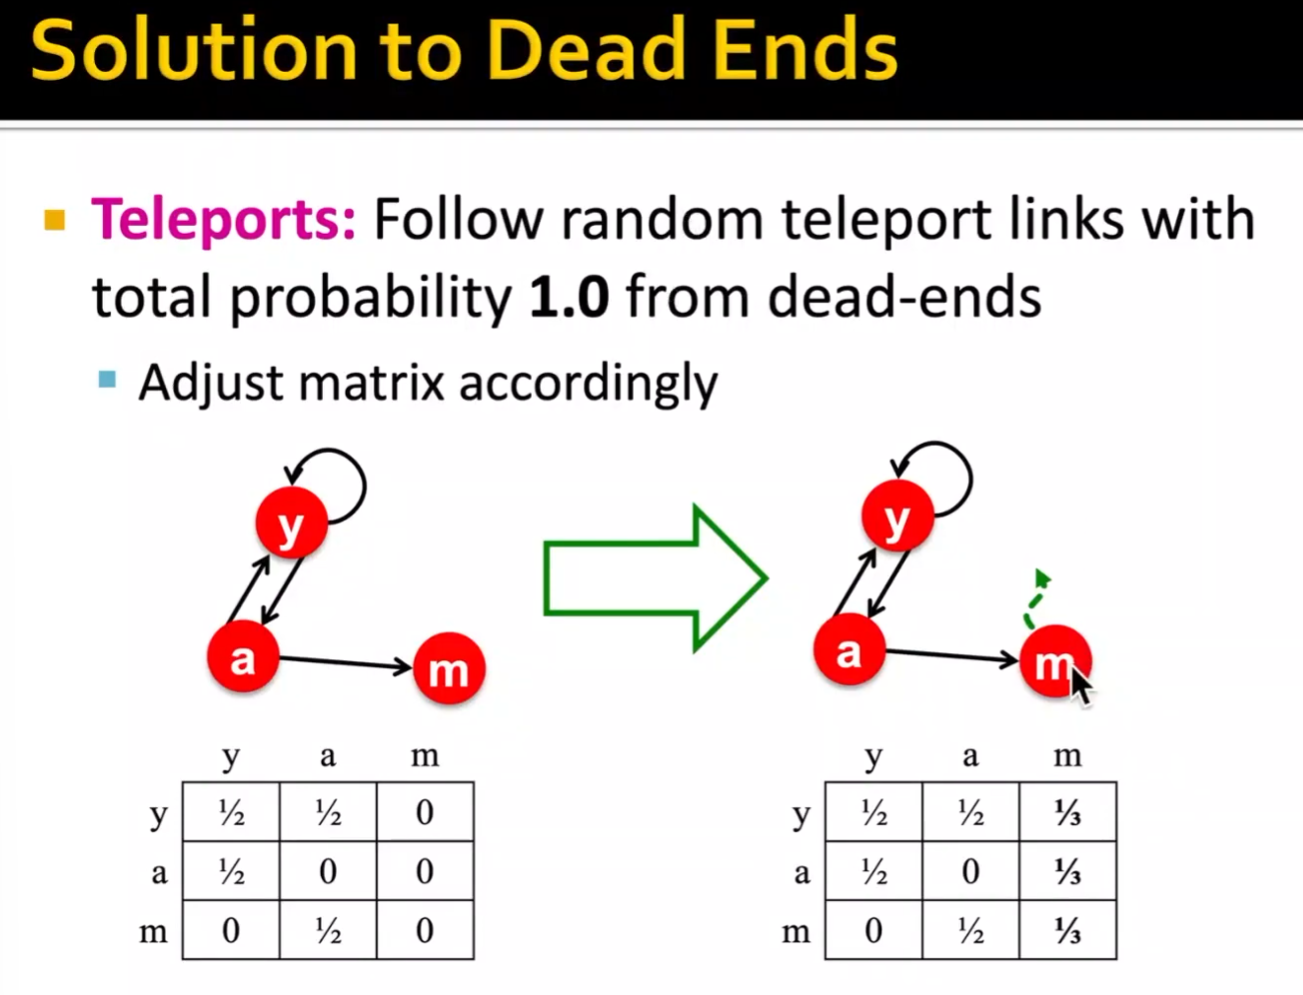 Solution to Dead Ends
Teleports: Follow random teleport links with
total probability 1.0 from dead-ends
Adjust matrix accordingly
y
a
m
y
a
m
y a m
y ½ ½ 0
a ½ 0 0
m 0 ½ 0
y a m
y ½ ½ ⅓
a ½ 0 ⅓
m 0 ½ ⅓